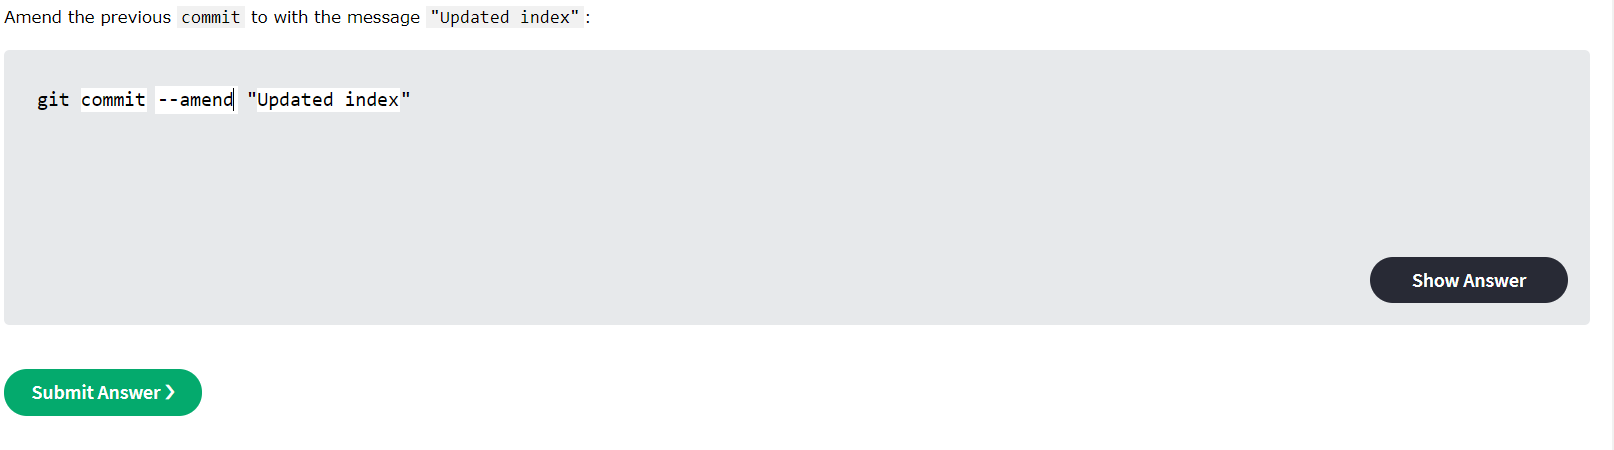 Amend the previous commit to with the message "Updated index":
git commit --amend "Updated index"
Show Answer
Submit Answer ❯